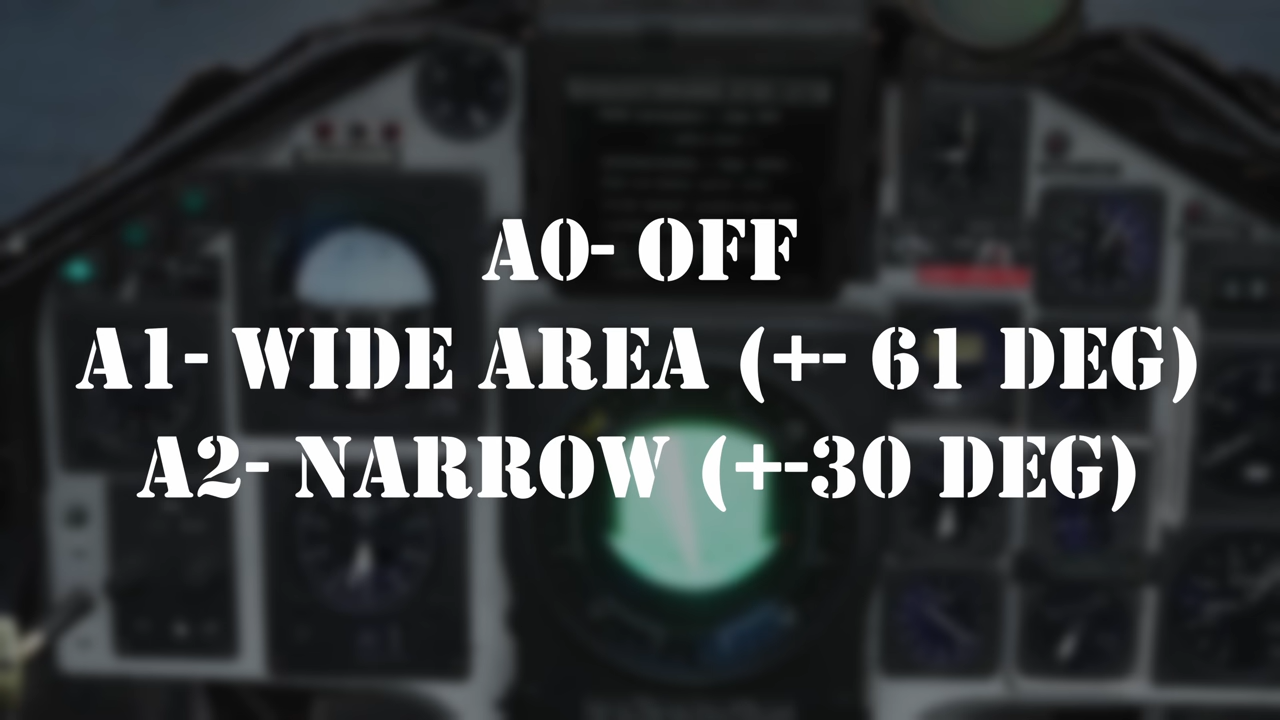 A0- OFF
A1- WIDE AREA (+- 61 DEG)
A2- NARROW (+-30 DEG)